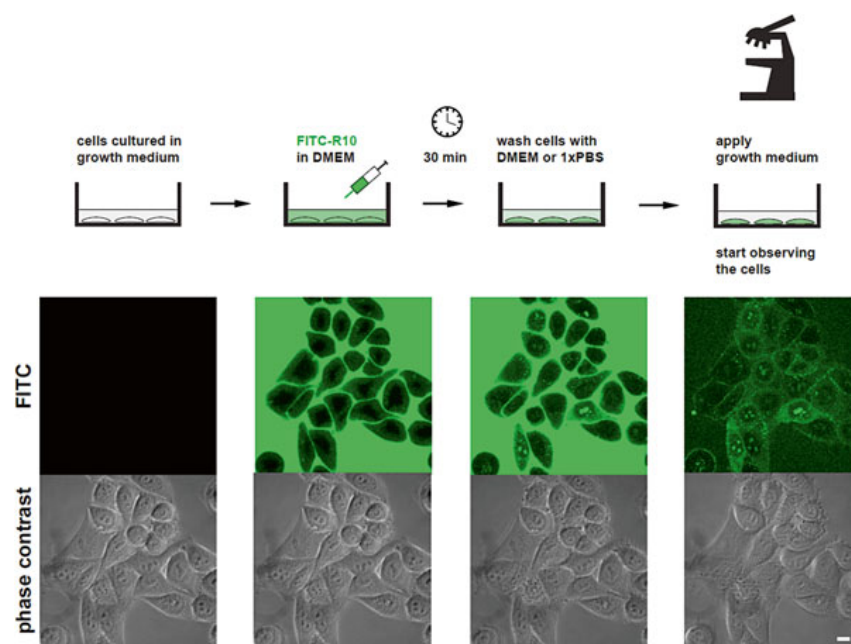 cells cultured in
growth medium
FITC-R10
in DMEM
30 min
wash cells with
DMEM or 1xPBS
apply
growth medium
start observing
the cells
FITC
phase contrast